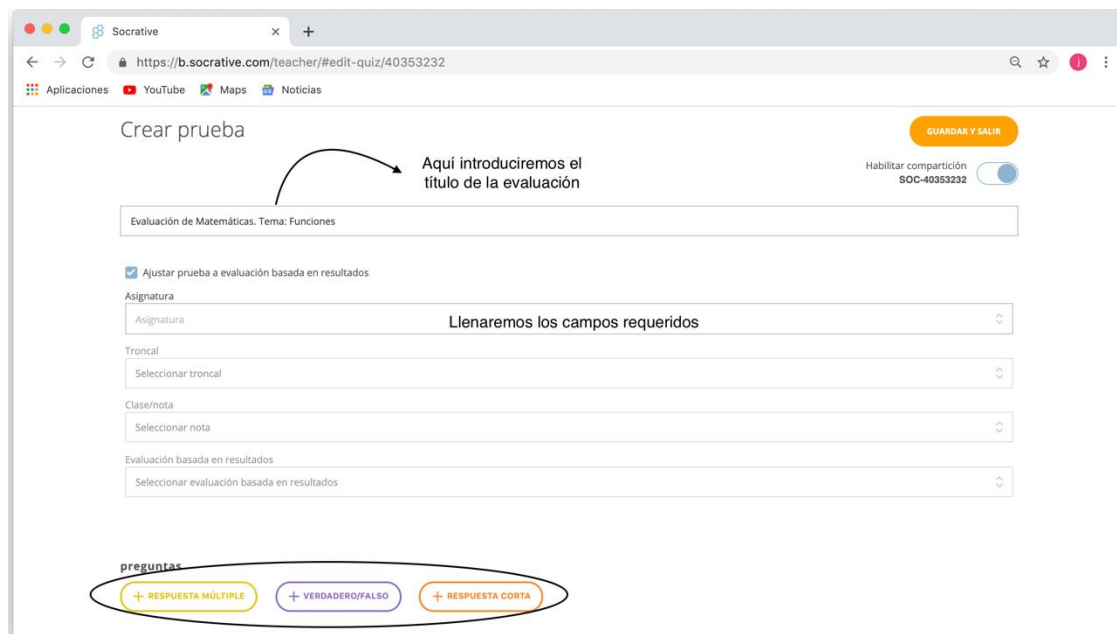 Socrative
https://b.socrative.com/teacher/#edit-quiz/40353232
j
Aplicaciones
YouTube
Maps
Noticias
Crear prueba
GUARDAR Y SALIR
Aquí introduciremos el
título de la evaluación
Habilitar compartición
SOC-40353232
Evaluación de Matemáticas. Tema: Funciones
Ajustar prueba a evaluación basada en resultados
Asignatura
Asignatura
Llenaremos los campos requeridos
Troncal
Seleccionar troncal
Clase/nota
Seleccionar nota
Evaluación basada en resultados
Seleccionar evaluación basada en resultados
preguntas
+ RESPUESTA MÚLTIPLE
+ VERDADERO/FALSO
+ RESPUESTA CORTA